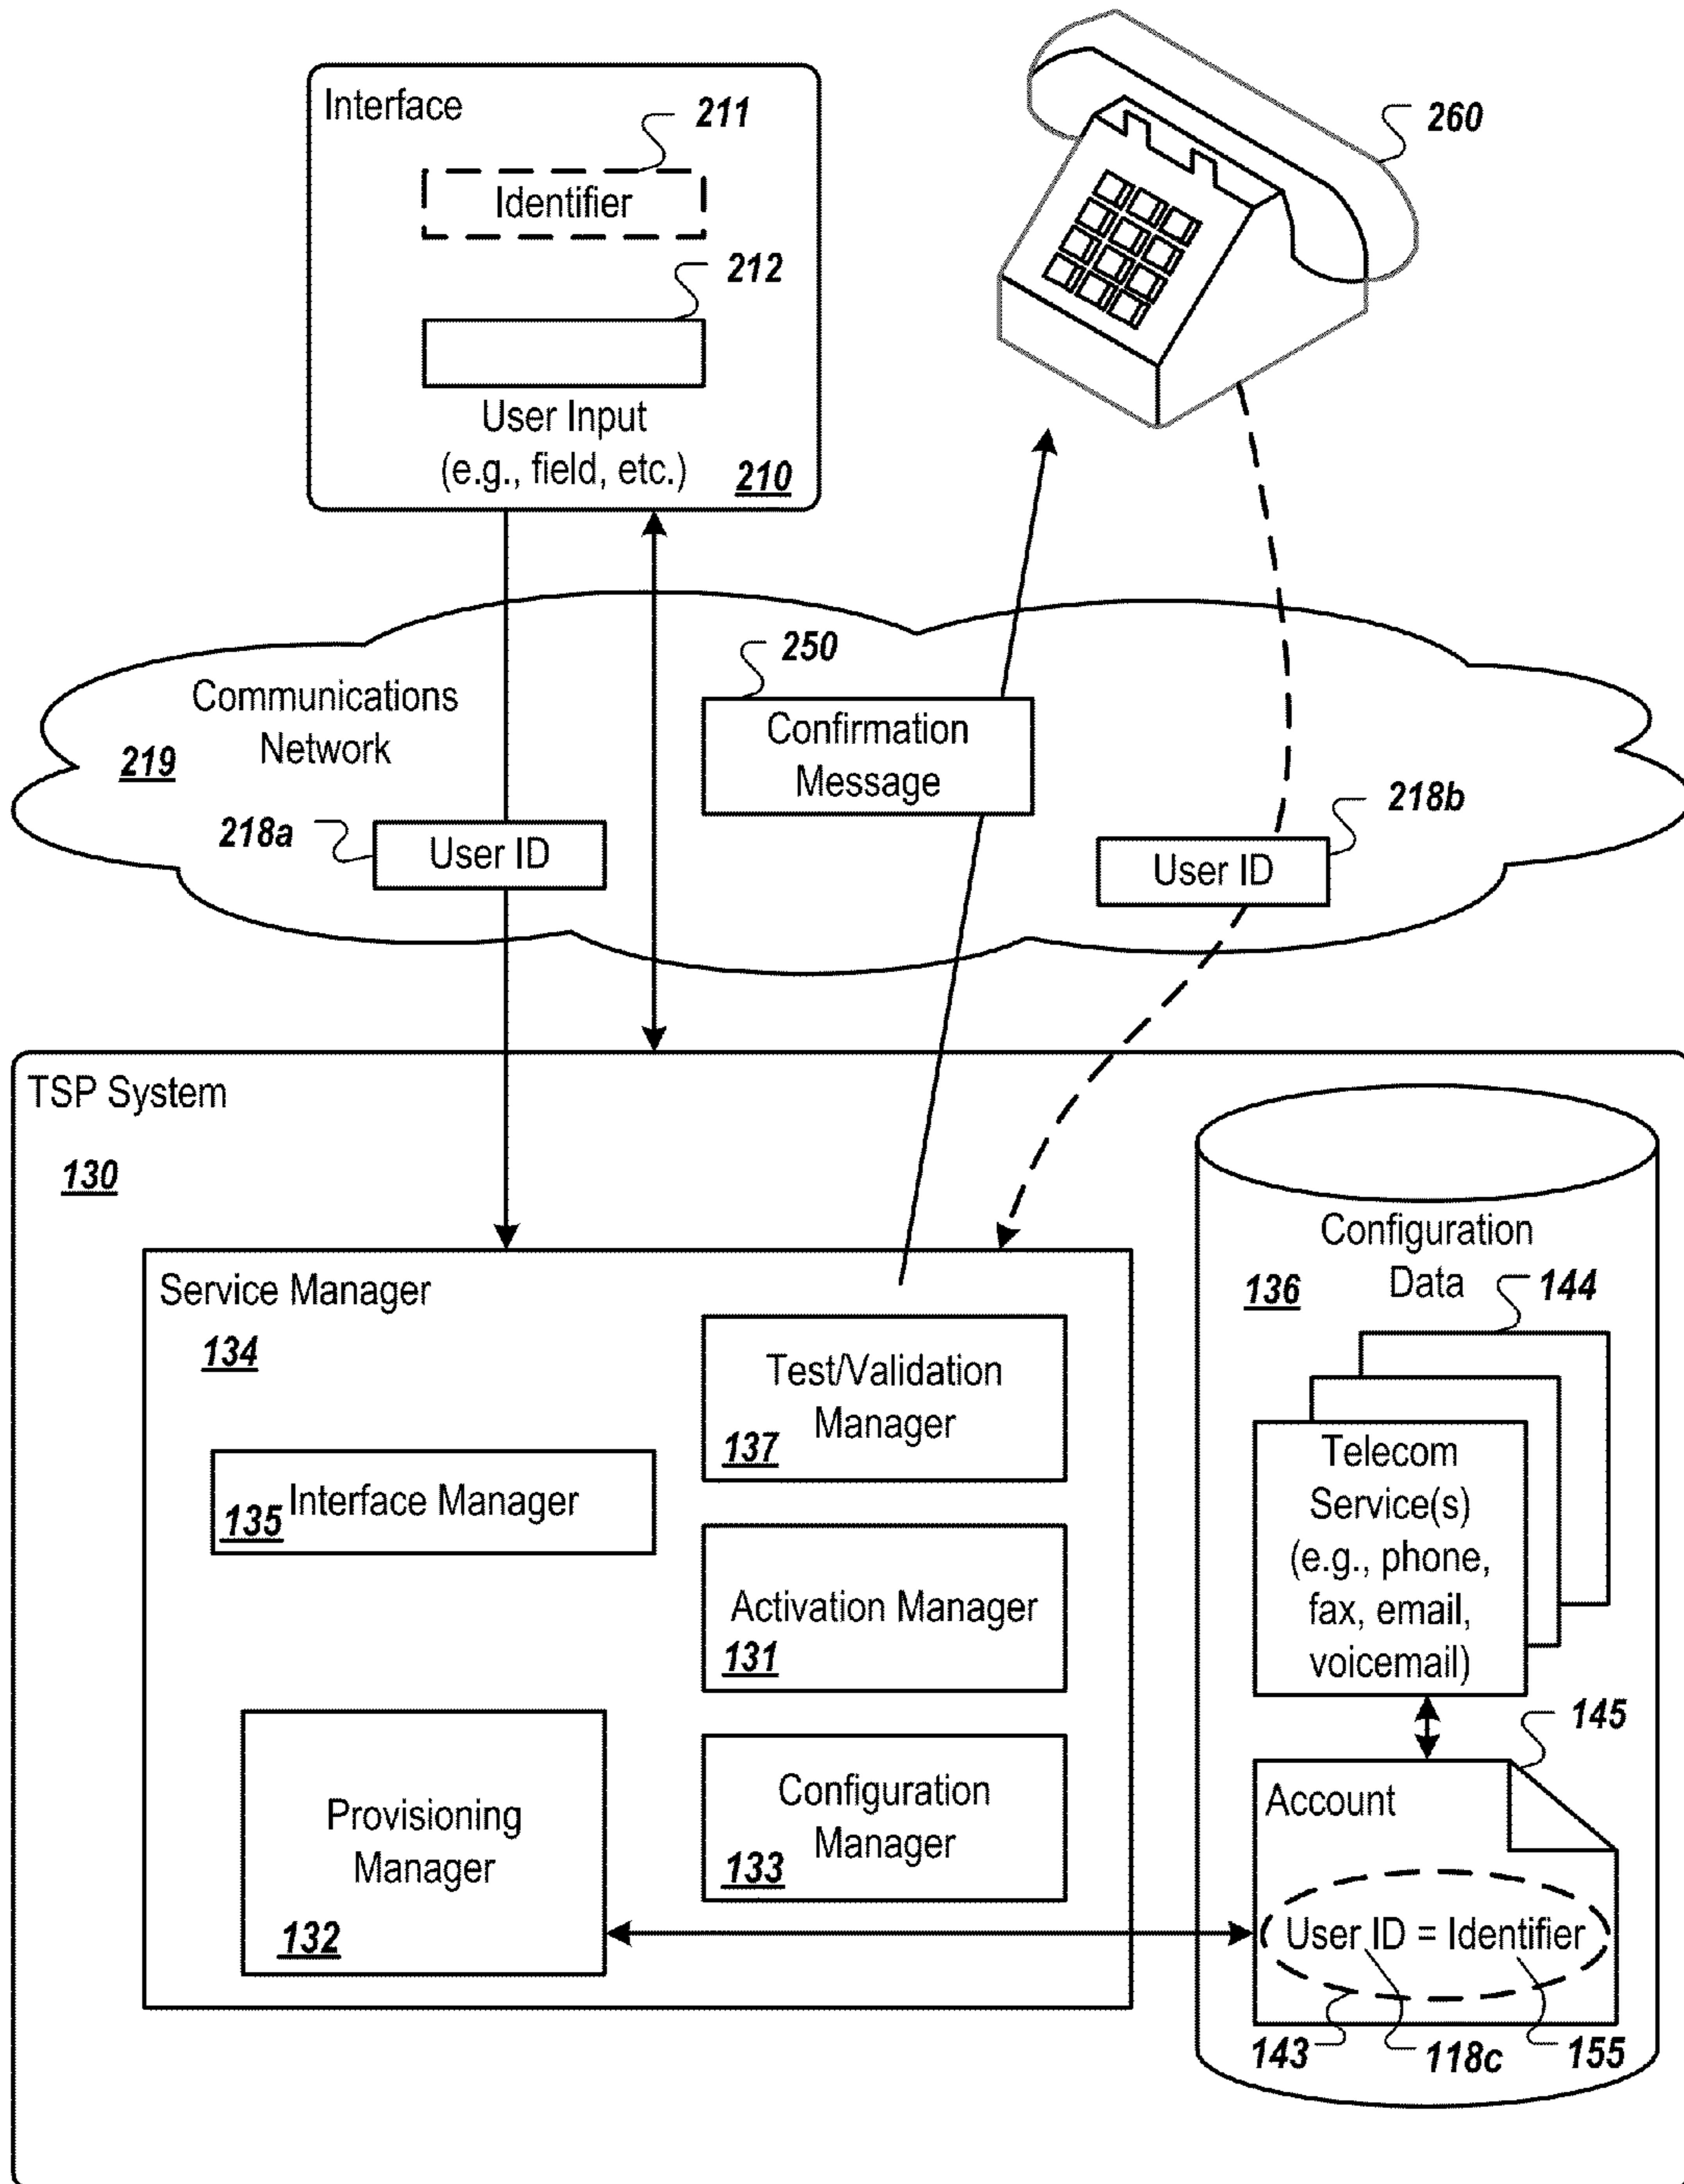 Interface
211
Identifier
212
User Input
(e.g., field, etc.)
210
260
250
Communications
Network
219
Confirmation
Message
218a
User ID
218b
User ID
TSP System
130
Service Manager
134
Test/Validation
Manager
137
135 Interface Manager
Activation Manager
131
Provisioning
Manager
132
Configuration
Manager
133
Configuration
Data
136
144
Telecom
Service(s)
(e.g., phone,
fax, email,
voicemail)
145
Account
User ID = Identifier
143
118c
155